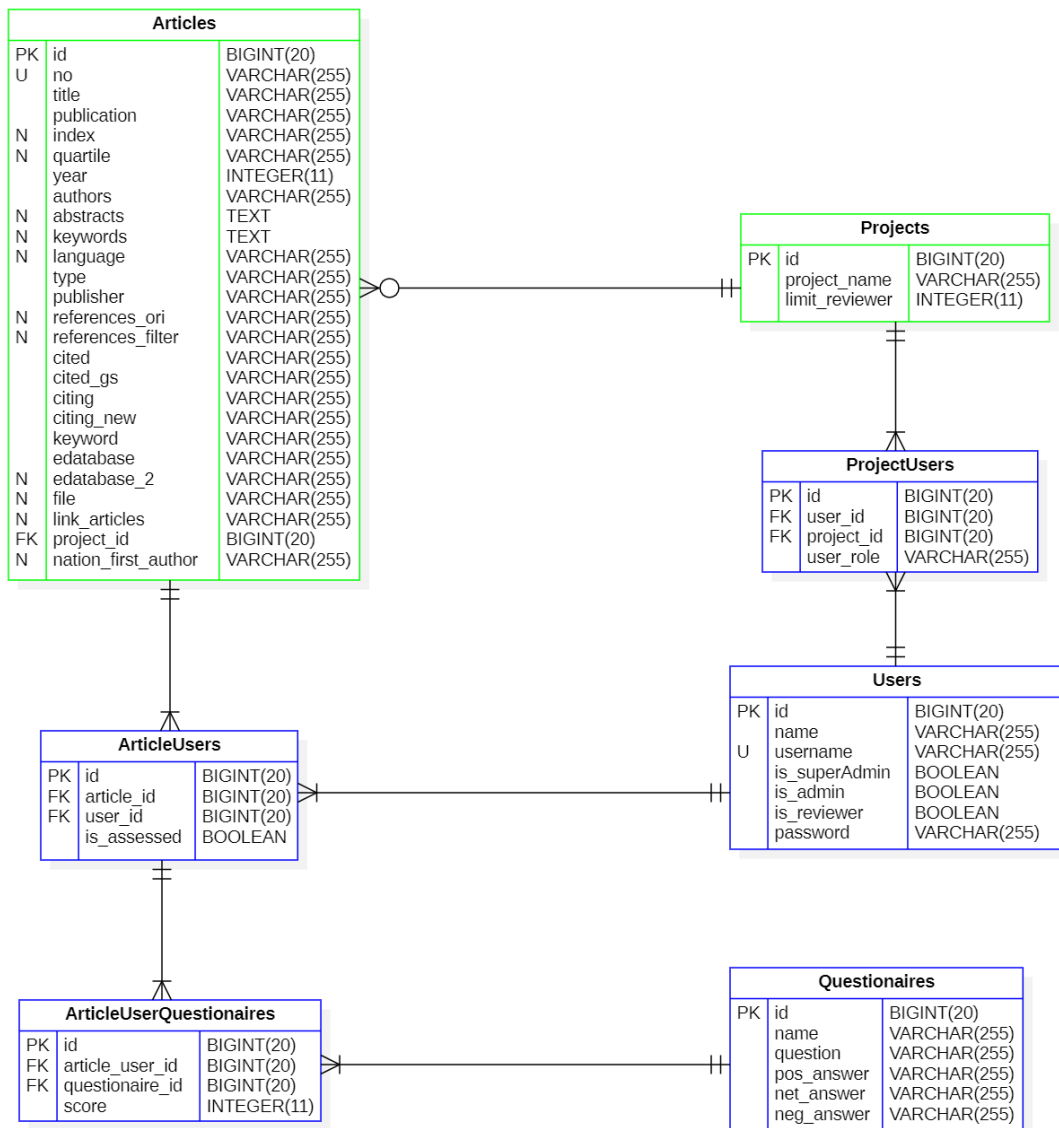 Articles
PK id BIGINT(20)
U no VARCHAR(255)
title VARCHAR(255)
publication VARCHAR(255)
N index VARCHAR(255)
N quartile VARCHAR(255)
year INTEGER(11)
authors VARCHAR(255)
N abstracts TEXT
N keywords TEXT
N language VARCHAR(255)
type VARCHAR(255)
publisher VARCHAR(255)
N references_ori VARCHAR(255)
N references_filter VARCHAR(255)
cited VARCHAR(255)
cited_gs VARCHAR(255)
citing VARCHAR(255)
citing_new VARCHAR(255)
keyword VARCHAR(255)
edatabase VARCHAR(255)
N edatabase_2 VARCHAR(255)
N file VARCHAR(255)
N link_articles VARCHAR(255)
FK project_id BIGINT(20)
N nation_first_author VARCHAR(255)
Projects
PK id BIGINT(20)
project_name VARCHAR(255)
limit_reviewer INTEGER(11)
ProjectUsers
PK id BIGINT(20)
FK user_id BIGINT(20)
FK project_id BIGINT(20)
user_role VARCHAR(255)
Users
PK id BIGINT(20)
name VARCHAR(255)
U username VARCHAR(255)
is_superAdmin BOOLEAN
is_admin BOOLEAN
is_reviewer BOOLEAN
password VARCHAR(255)
ArticleUsers
PK id BIGINT(20)
FK article_id BIGINT(20)
FK user_id BIGINT(20)
is_assessed BOOLEAN
ArticleUserQuestionaires
PK id BIGINT(20)
FK article_user_id BIGINT(20)
FK questionaire_id BIGINT(20)
score INTEGER(11)
Questionaires
PK id BIGINT(20)
name VARCHAR(255)
question VARCHAR(255)
pos_answer VARCHAR(255)
net_answer VARCHAR(255)
neg_answer VARCHAR(255)